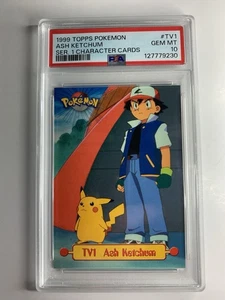 1999 TOPPS POKEMON #TV1
ASH KETCHUM GEM MT
SER. 1 CHARACTER CARDS 10
PSA 127779230
Pokémon
TV1 Ash Ketchum